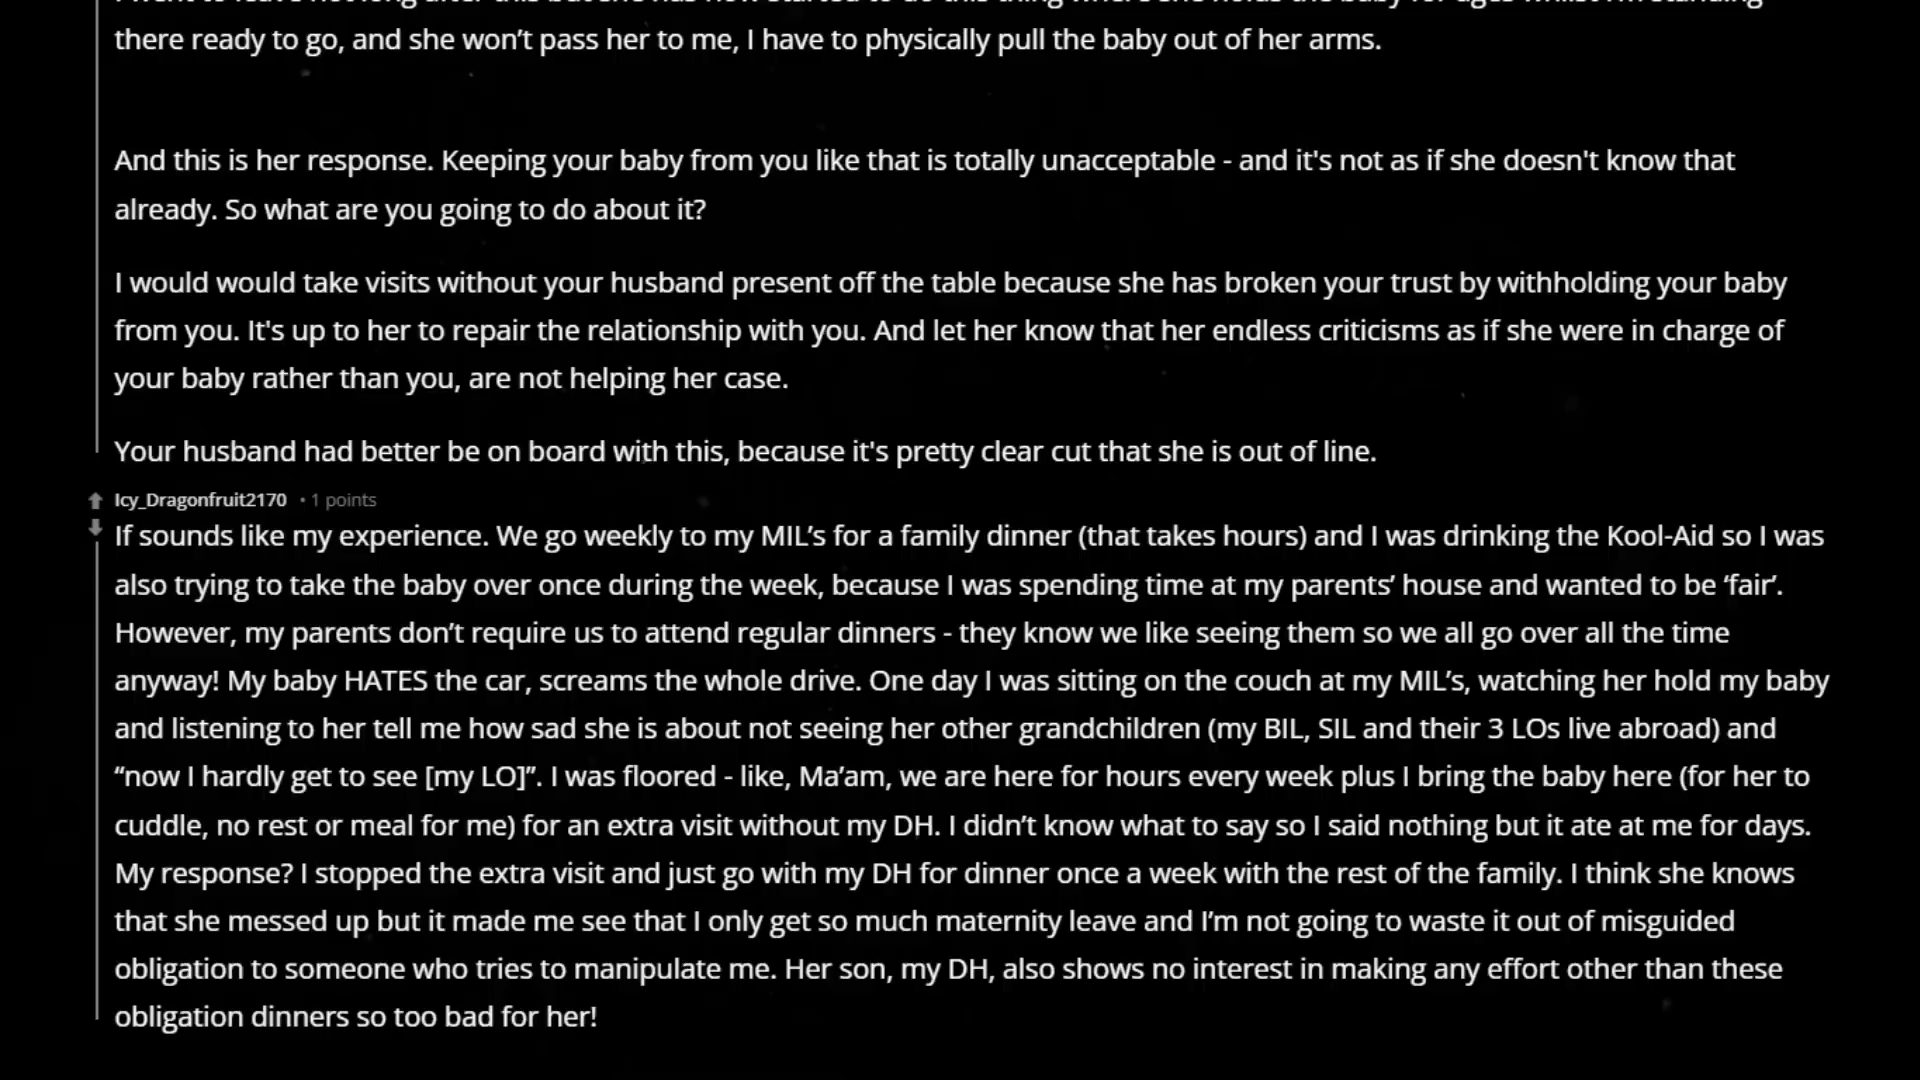 there ready to go, and she won’t pass her to me, I have to physically pull the baby out of her arms.
And this is her response. Keeping your baby from you like that is totally unacceptable - and it's not as if she doesn't know that
already. So what are you going to do about it?
I would would take visits without your husband present off the table because she has broken your trust by withholding your baby
from you. It's up to her to repair the relationship with you. And let her know that her endless criticisms as if she were in charge of
your baby rather than you, are not helping her case.
Your husband had better be on board with this, because it's pretty clear cut that she is out of line.
Icy_Dragonfruit2170 • 1 points
If sounds like my experience. We go weekly to my MIL’s for a family dinner (that takes hours) and I was drinking the Kool-Aid so I was
also trying to take the baby over once during the week, because I was spending time at my parents’ house and wanted to be ‘fair’.
However, my parents don’t require us to attend regular dinners - they know we like seeing them so we all go over all the time
anyway! My baby HATES the car, screams the whole drive. One day I was sitting on the couch at my MIL’s, watching her hold my baby
and listening to her tell me how sad she is about not seeing her other grandchildren (my BIL, SIL and their 3 LOs live abroad) and
“now I hardly get to see [my LO]”. I was floored - like, Ma’am, we are here for hours every week plus I bring the baby here (for her to
cuddle, no rest or meal for me) for an extra visit without my DH. I didn’t know what to say so I said nothing but it ate at me for days.
My response? I stopped the extra visit and just go with my DH for dinner once a week with the rest of the family. I think she knows
that she messed up but it made me see that I only get so much maternity leave and I’m not going to waste it out of misguided
obligation to someone who tries to manipulate me. Her son, my DH, also shows no interest in making any effort other than these
obligation dinners so too bad for her!